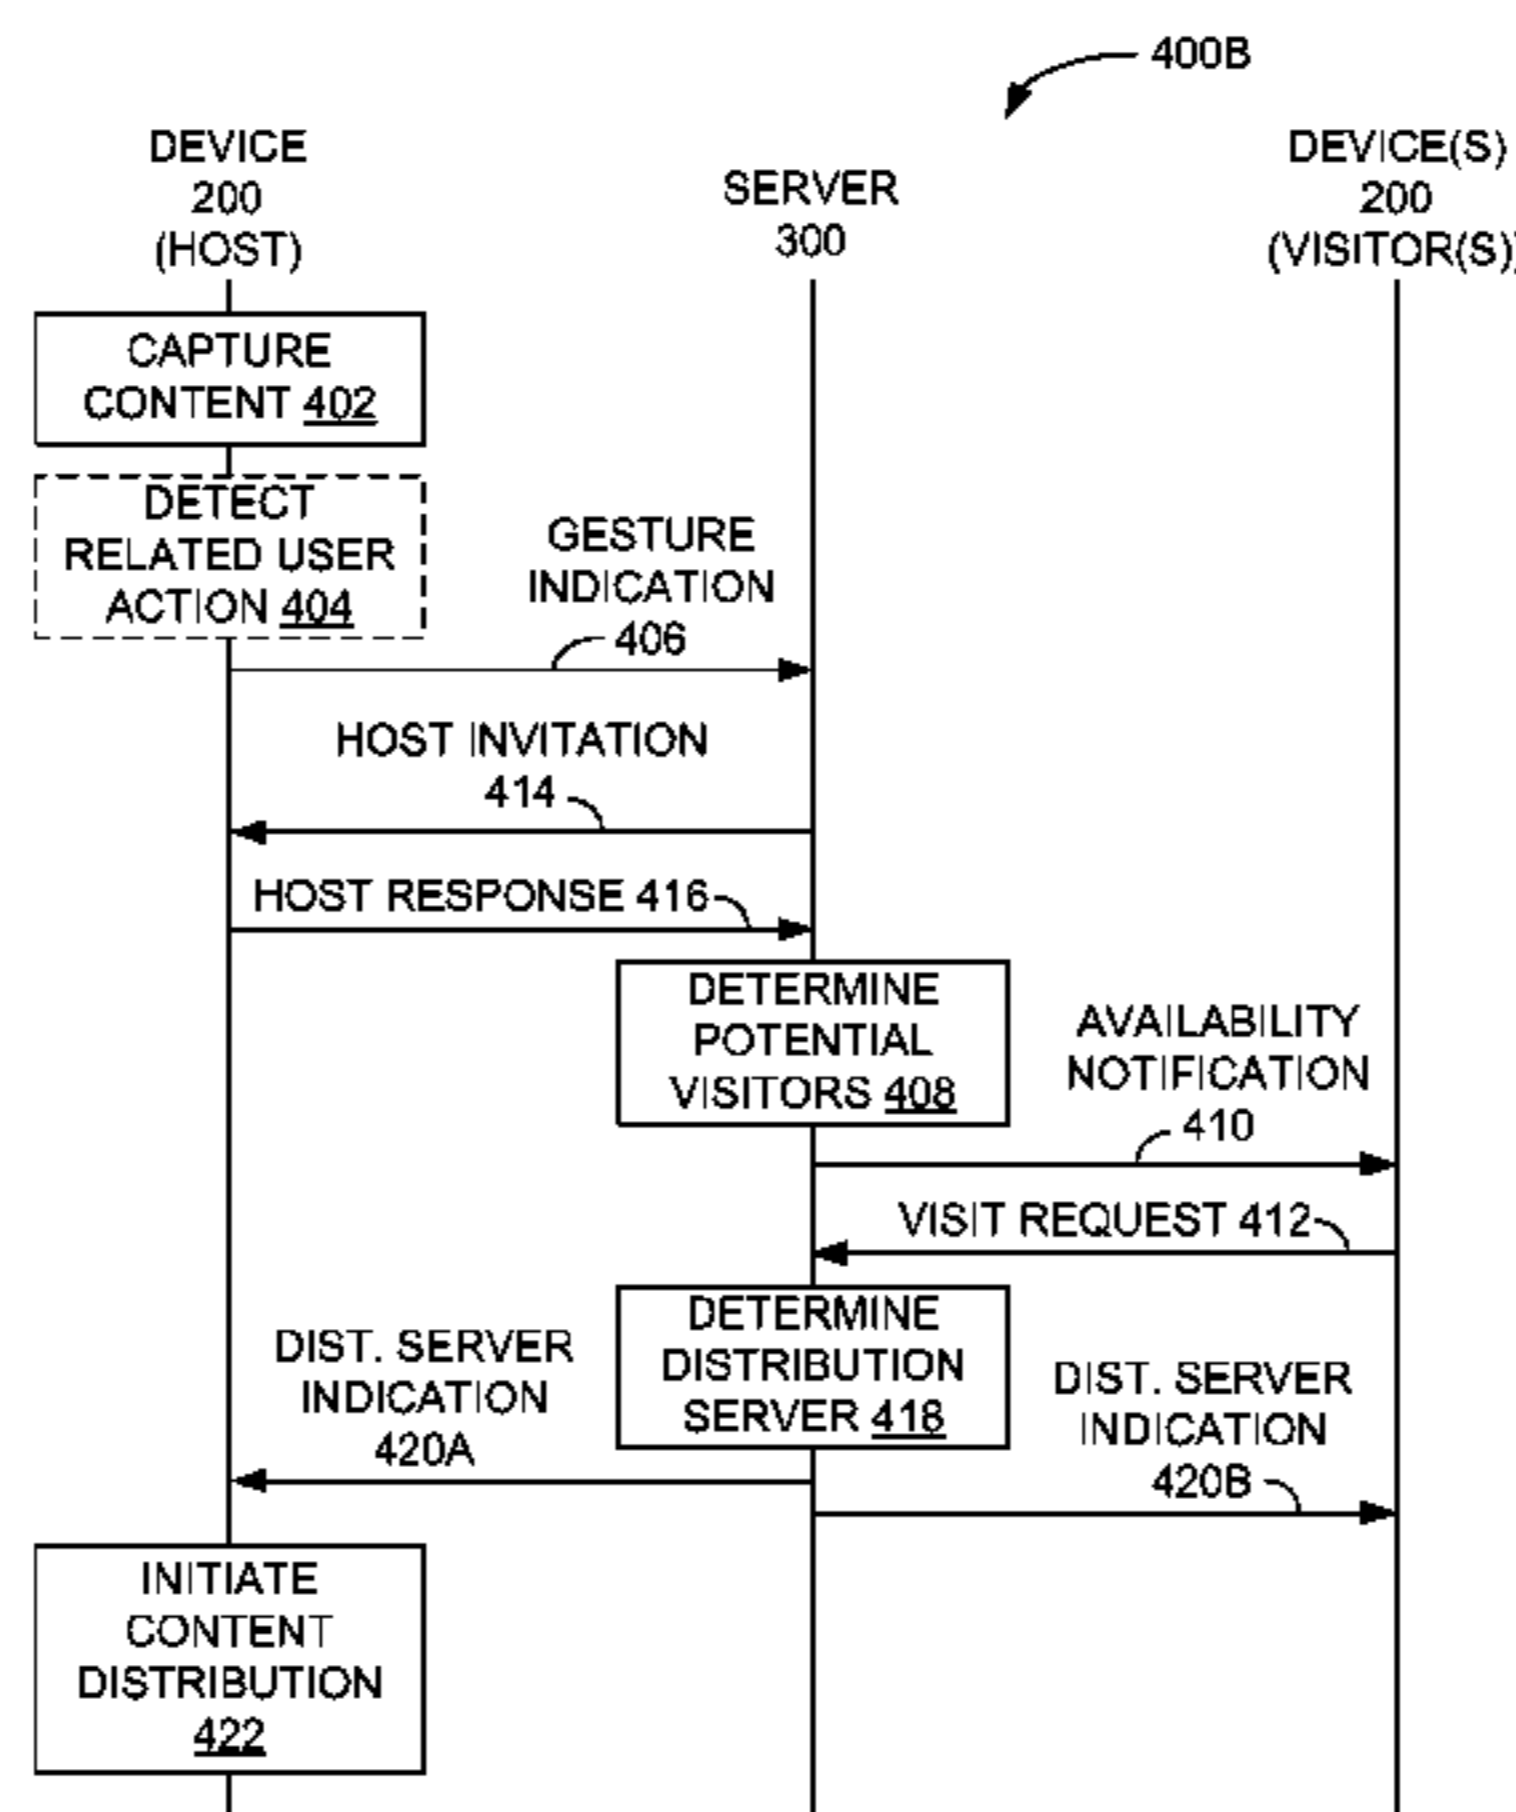 400B
DEVICE
200
(HOST)
SERVER
300
DEVICE(S)
200
(VISITOR(S))
CAPTURE
CONTENT 402
DETECT
RELATED USER
ACTION 404
GESTURE
INDICATION
406
HOST INVITATION
414
HOST RESPONSE 416
DETERMINE
POTENTIAL
VISITORS 408
AVAILABILITY
NOTIFICATION
410
VISIT REQUEST 412
DETERMINE
DISTRIBUTION
SERVER 418
DIST. SERVER
INDICATION
420A
DIST. SERVER
INDICATION
420B
INITIATE
CONTENT
DISTRIBUTION
422